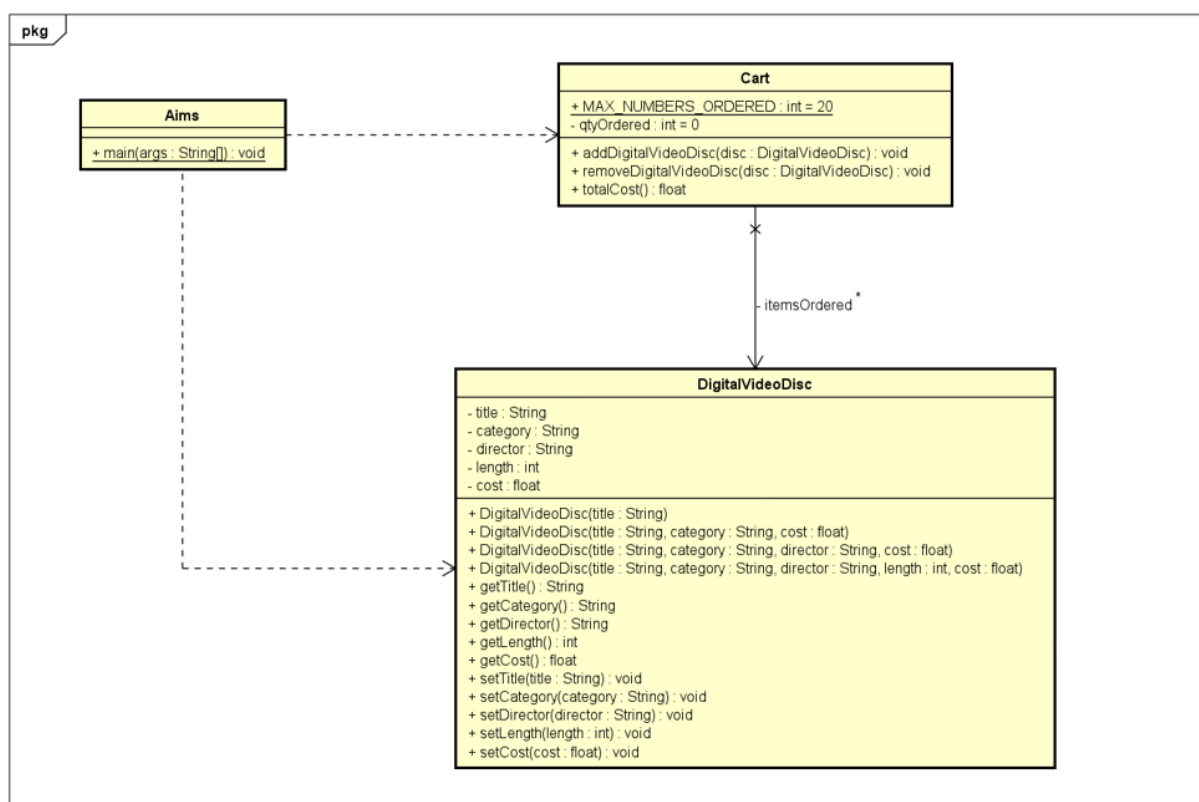 pkg
Aims
+ main(args : String[]) : void
Cart
+ MAX_NUMBERS_ORDERED : int = 20
- qtyOrdered : int = 0
+ addDigitalVideoDisc(disc : DigitalVideoDisc) : void
+ removeDigitalVideoDisc(disc : DigitalVideoDisc) : void
+ totalCost() : float
- itemsOrdered *
DigitalVideoDisc
- title : String
- category : String
- director : String
- length : int
- cost : float
+ DigitalVideoDisc(title : String)
+ DigitalVideoDisc(title : String, category : String, cost : float)
+ DigitalVideoDisc(title : String, category : String, director : String, cost : float)
+ DigitalVideoDisc(title : String, category : String, director : String, length : int, cost : float)
+ getTitle() : String
+ getCategory() : String
+ getDirector() : String
+ getLength() : int
+ getCost() : float
+ setTitle(title : String) : void
+ setCategory(category : String) : void
+ setDirector(director : String) : void
+ setLength(length : int) : void
+ setCost(cost : float) : void